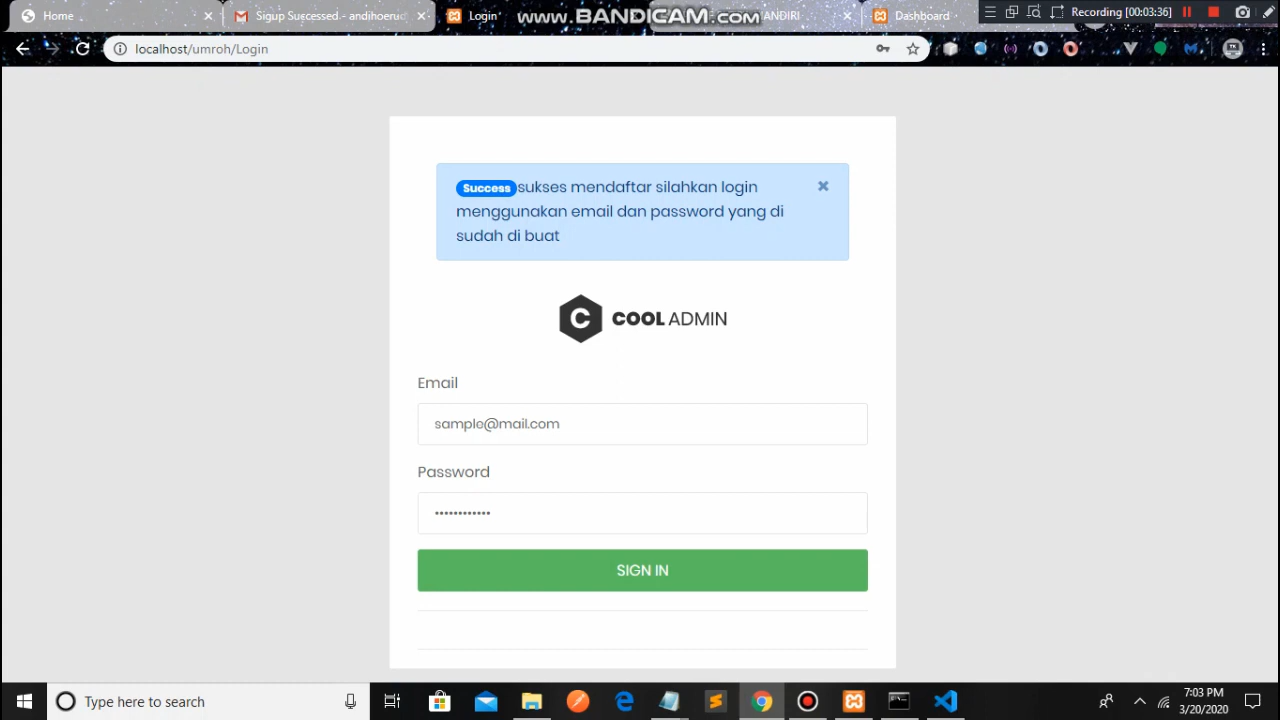 Home
Sigup Successed. - andihoerud
Login
www.BANDICAM.com
ANDIRI
Dashboard
Recording [00:03:36]
localhost/umroh/Login
Success sukses mendaftar silahkan login
menggunakan email dan password yang di
sudah di buat
C COOL ADMIN
Email
sample@mail.com
Password
••••••••••••
SIGN IN
Type here to search
7:03 PM
3/20/2020